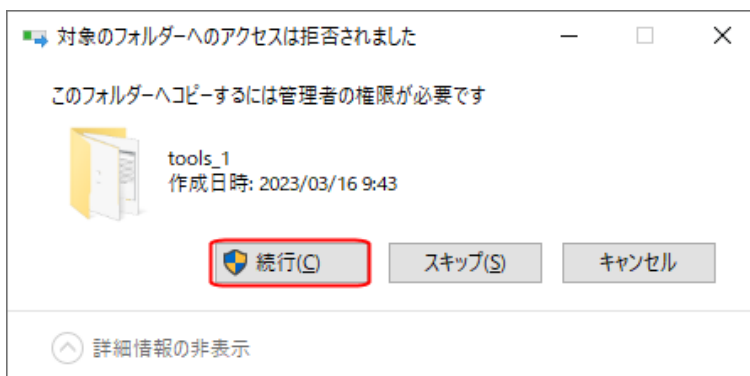 対象のフォルダーへのアクセスは拒否されました
このフォルダーへコピーするには管理者の権限が必要です
tools_1
作成日時: 2023/03/16 9:43
続行(C) スキップ(S) キャンセル
詳細情報の非表示